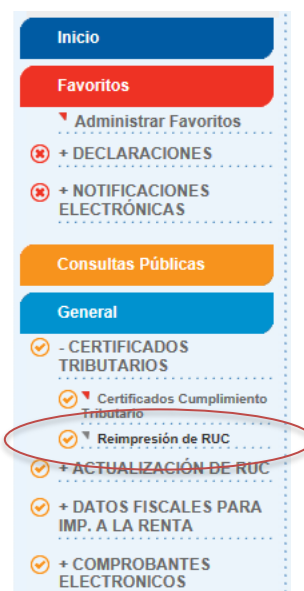 Inicio
Favoritos
Administrar Favoritos
+ DECLARACIONES
+ NOTIFICACIONES
ELECTRÓNICAS
Consultas Públicas
General
- CERTIFICADOS
TRIBUTARIOS
Certificados Cumplimiento
Tributario
Reimpresión de RUC
+ ACTUALIZACIÓN DE RUC
+ DATOS FISCALES PARA
IMP. A LA RENTA
+ COMPROBANTES
ELECTRONICOS